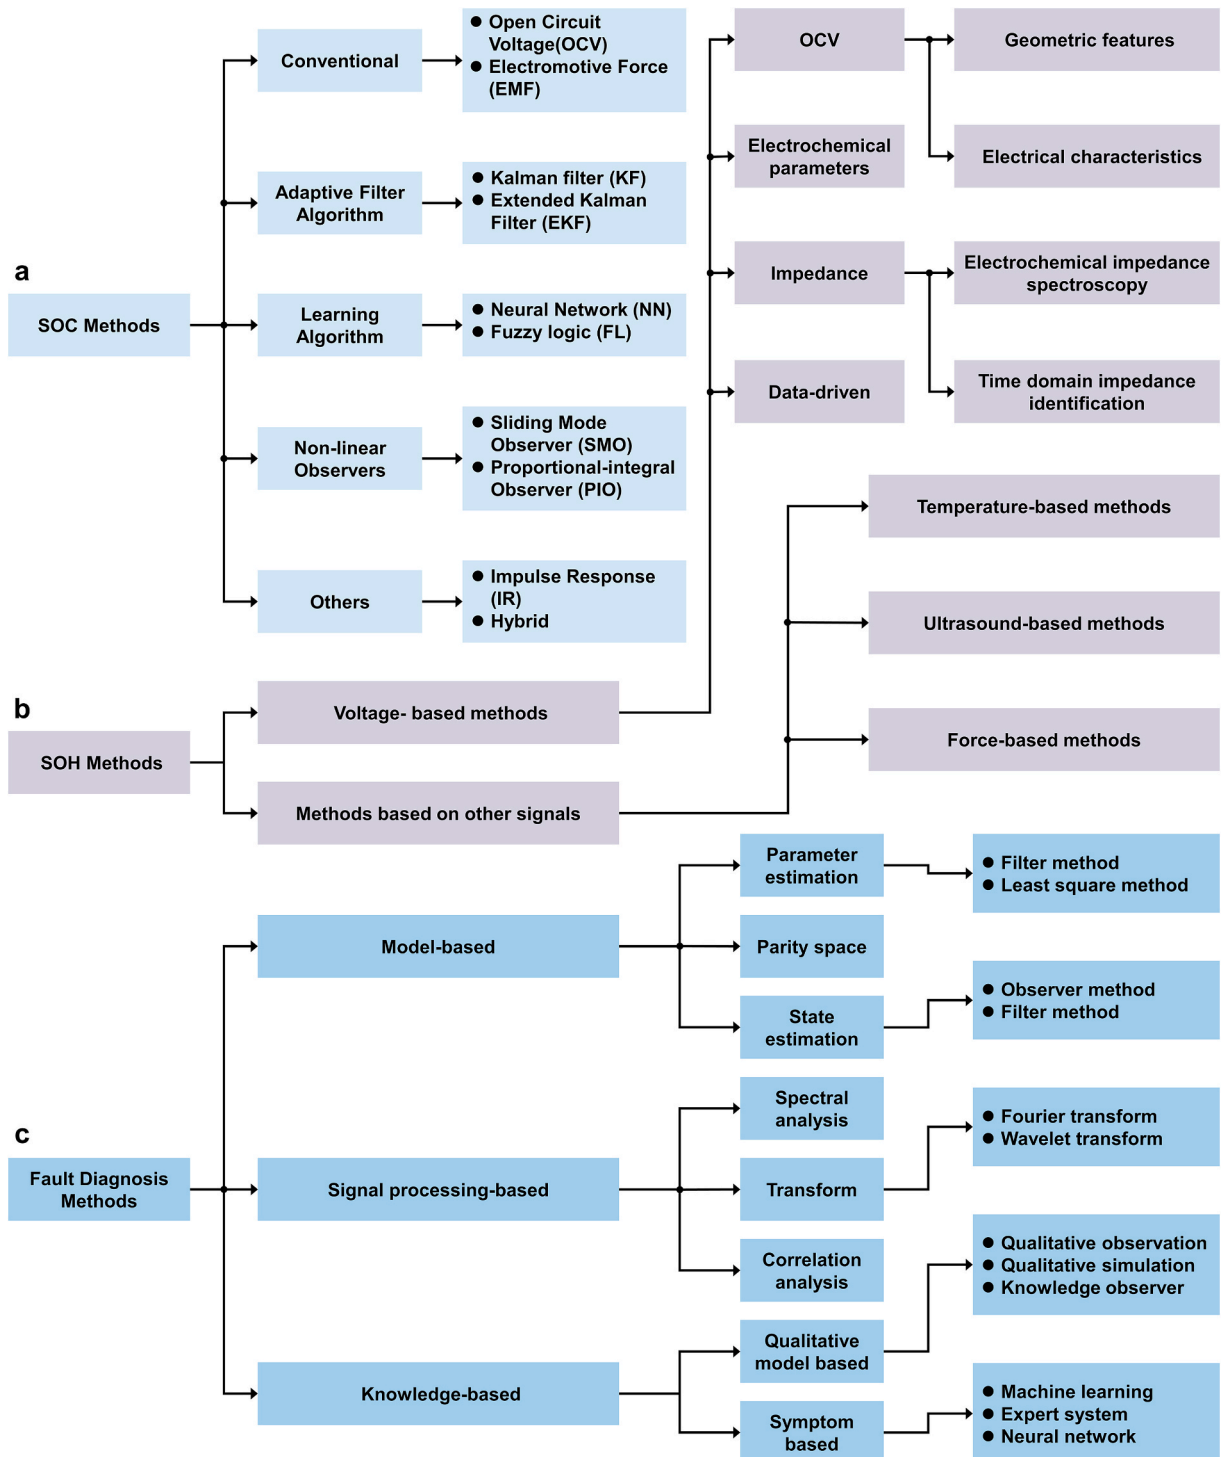 a
SOC Methods
Conventional
● Open Circuit
Voltage(OCV)
● Electromotive Force
(EMF)
Adaptive Filter
Algorithm
● Kalman filter (KF)
● Extended Kalman
Filter (EKF)
Learning
Algorithm
● Neural Network (NN)
● Fuzzy logic (FL)
Non-linear
Observers
● Sliding Mode
Observer (SMO)
● Proportional-integral
Observer (PIO)
Others
● Impulse Response
(IR)
● Hybrid
b
SOH Methods
Voltage- based methods
OCV
Geometric features
Electrical characteristics
Electrochemical
parameters
Impedance
Electrochemical impedance
spectroscopy
Time domain impedance
identification
Data-driven
Methods based on other signals
Temperature-based methods
Ultrasound-based methods
Force-based methods
c
Fault Diagnosis
Methods
Model-based
Parameter
estimation
● Filter method
● Least square method
Parity space
State
estimation
● Observer method
● Filter method
Signal processing-based
Spectral
analysis
Transform
● Fourier transform
● Wavelet transform
Correlation
analysis
Knowledge-based
Qualitative
model based
● Qualitative observation
● Qualitative simulation
● Knowledge observer
Symptom
based
● Machine learning
● Expert system
● Neural network